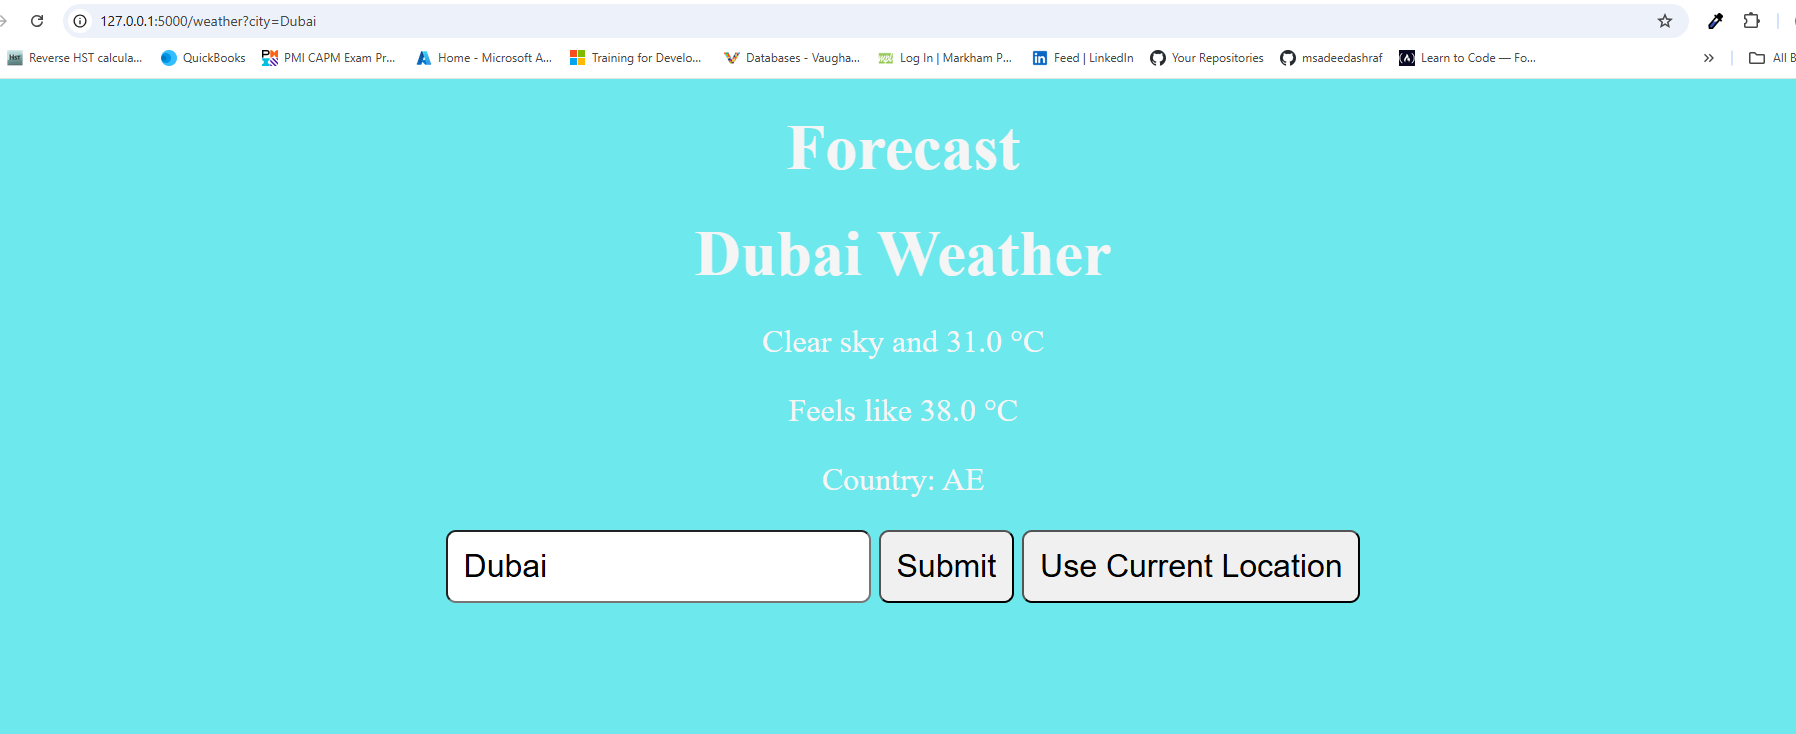 127.0.0.1:5000/weather?city=Dubai
HST Reverse HST calcula... QuickBooks PMI CAPM Exam Pr... Home - Microsoft A... Training for Develo... Databases - Vaugha... Log In | Markham P... Feed | LinkedIn Your Repositories msadeedashraf Learn to Code — Fo... » All B
Forecast
Dubai Weather
Clear sky and 31.0 °C
Feels like 38.0 °C
Country: AE
Dubai Submit Use Current Location